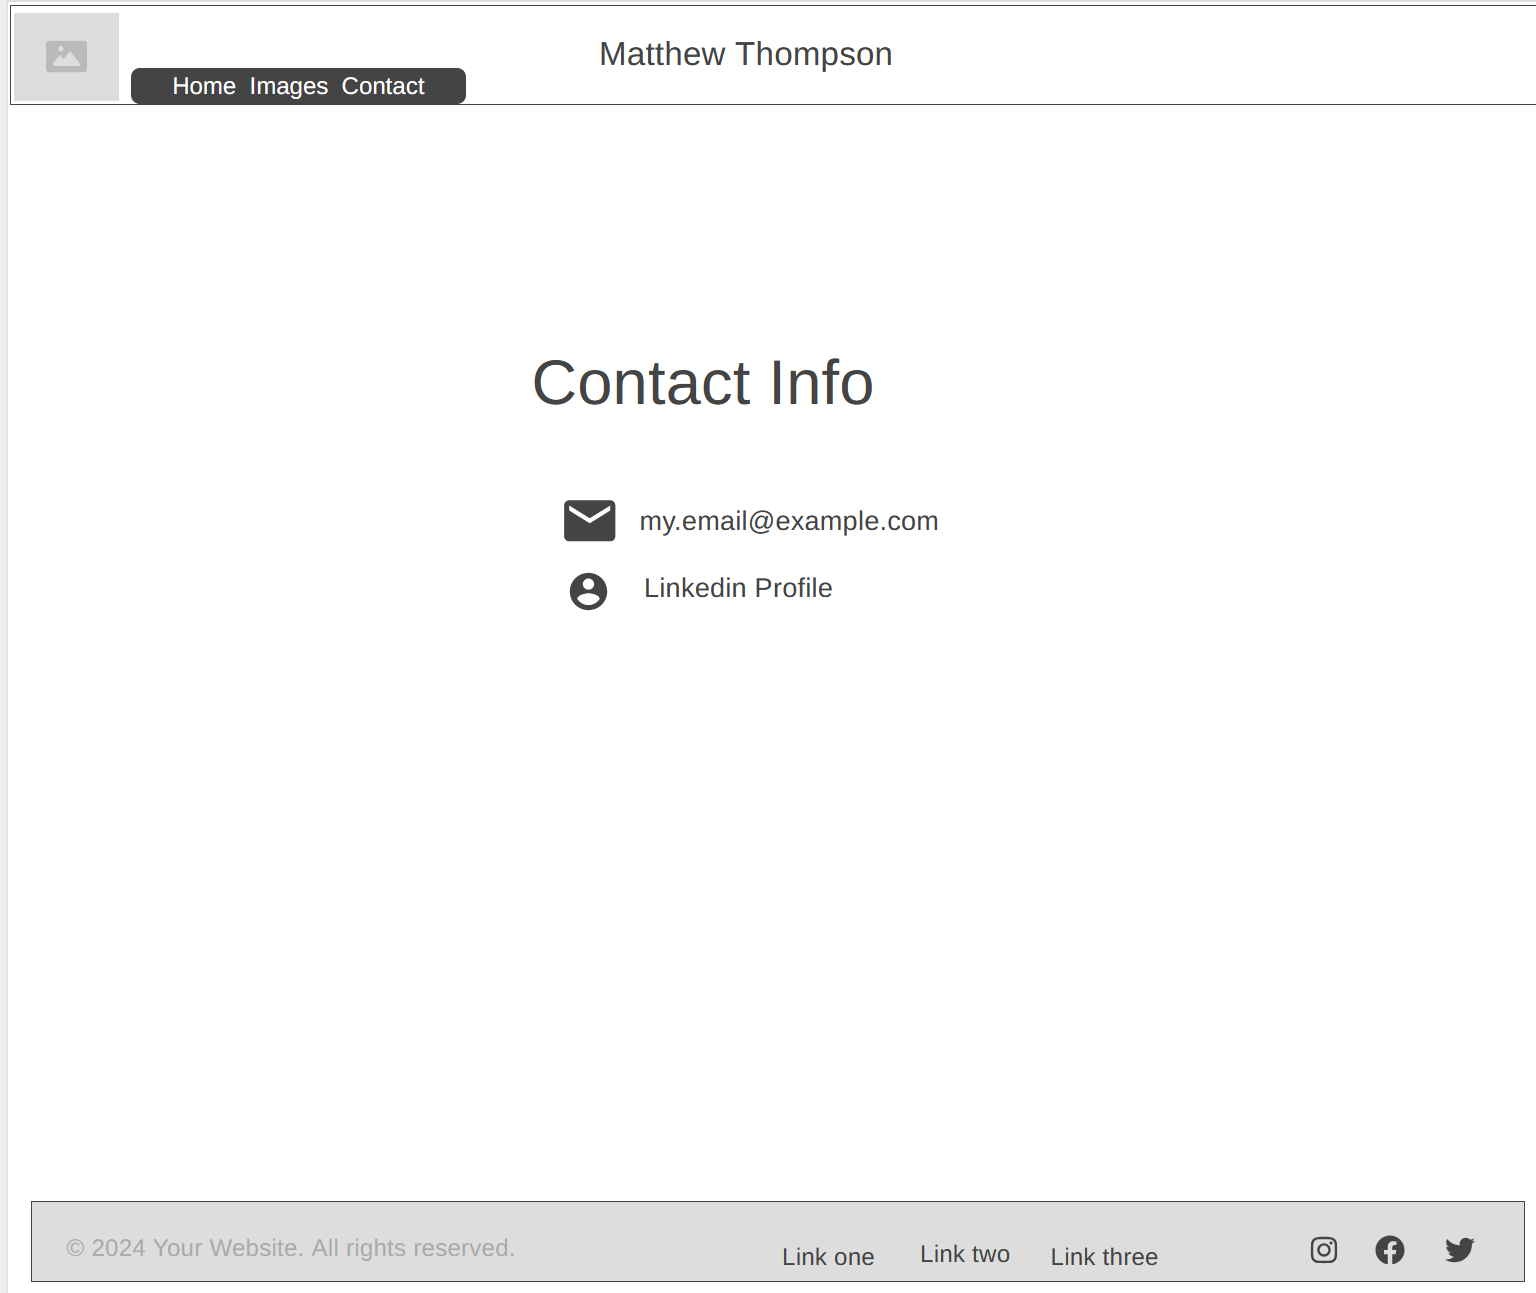 Matthew Thompson
Home Images Contact
Contact Info
my.email@example.com
Linkedin Profile
© 2024 Your Website. All rights reserved.
Link one
Link two
Link three